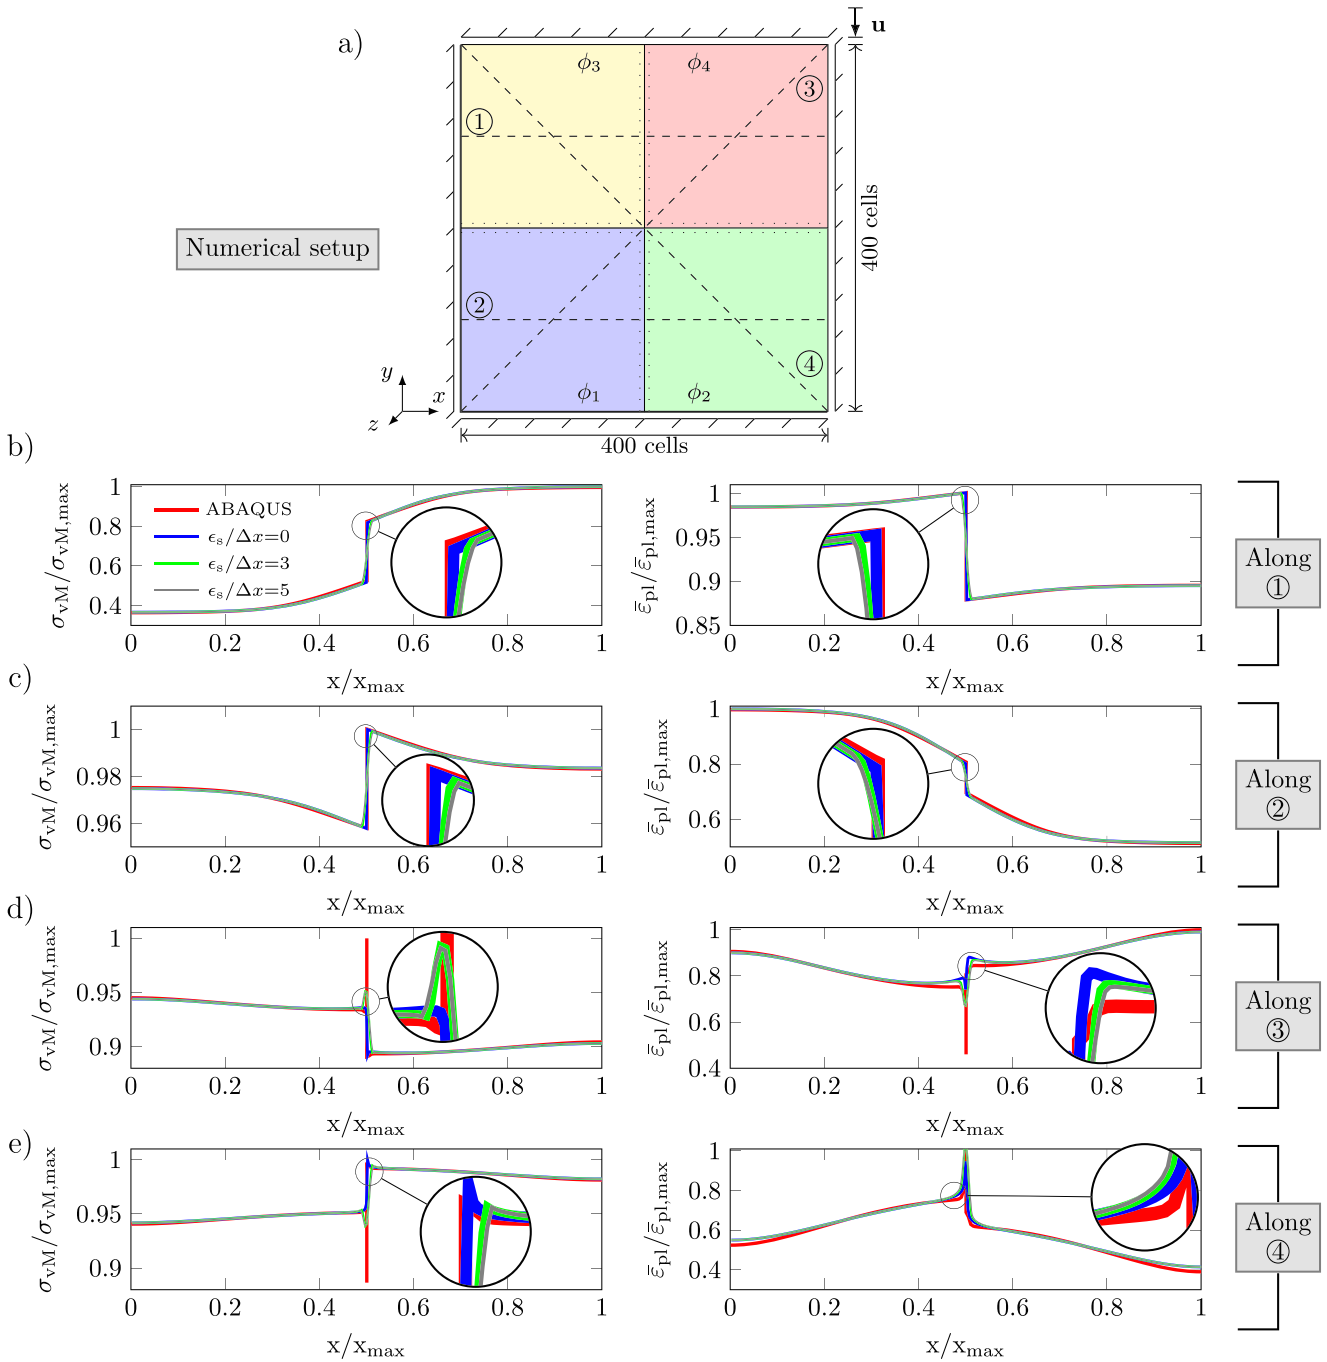 a)
u
ϕ3 ϕ4
③
①
400 cells
Numerical setup
②
④
ϕ1 ϕ2
y
x
z
400 cells
b)
σvM/σvM,max
1
0.8
0.6
0.4
ABAQUS
ϵs/Δx=0
ϵs/Δx=3
ϵs/Δx=5
0 0.2 0.4 0.6 0.8 1
x/xmax
ε̄pl/ε̄pl,max
1
0.95
0.9
0.85
0 0.2 0.4 0.6 0.8 1
x/xmax
Along
①
c)
σvM/σvM,max
1
0.98
0.96
0 0.2 0.4 0.6 0.8 1
x/xmax
ε̄pl/ε̄pl,max
1
0.8
0.6
0 0.2 0.4 0.6 0.8 1
x/xmax
Along
②
d)
σvM/σvM,max
1
0.95
0.9
0 0.2 0.4 0.6 0.8 1
x/xmax
ε̄pl/ε̄pl,max
1
0.8
0.6
0.4
0 0.2 0.4 0.6 0.8 1
x/xmax
Along
③
e)
σvM/σvM,max
1
0.95
0.9
0 0.2 0.4 0.6 0.8 1
x/xmax
ε̄pl/ε̄pl,max
1
0.8
0.6
0.4
0 0.2 0.4 0.6 0.8 1
x/xmax
Along
④